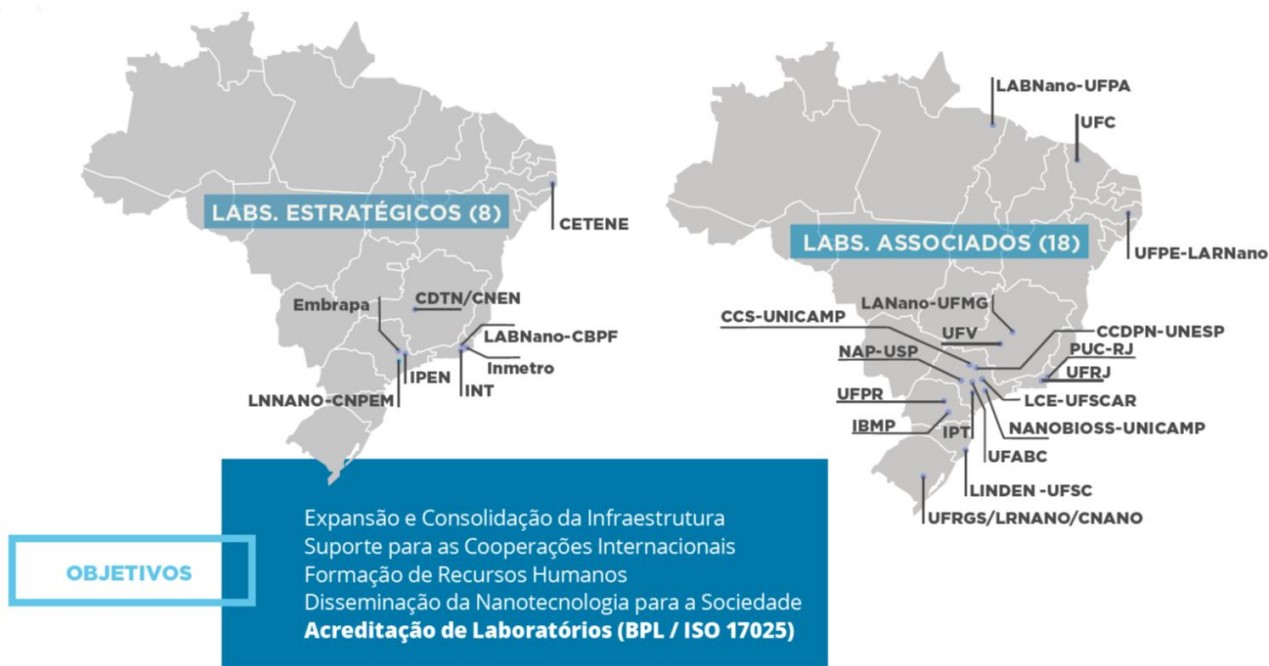 LABS. ESTRATÉGICOS (8)
CETENE
Embrapa
CDTN/CNEN
LABNano-CBPF
Inmetro
IPEN
INT
LNNANO-CNPEM
LABNano-UFPA
UFC
LABS. ASSOCIADOS (18)
UFPE-LARNano
LANano-UFMG
CCS-UNICAMP
UFV
CCDPN-UNESP
NAP-USP
PUC-RJ
UFRJ
UFPR
LCE-UFSCAR
IBMP
IPT
NANOBIOSS-UNICAMP
UFABC
LINDEN -UFSC
UFRGS/LRNANO/CNANO
OBJETIVOS
Expansão e Consolidação da Infraestrutura
Suporte para as Cooperações Internacionais
Formação de Recursos Humanos
Disseminação da Nanotecnologia para a Sociedade
Acreditação de Laboratórios (BPL / ISO 17025)